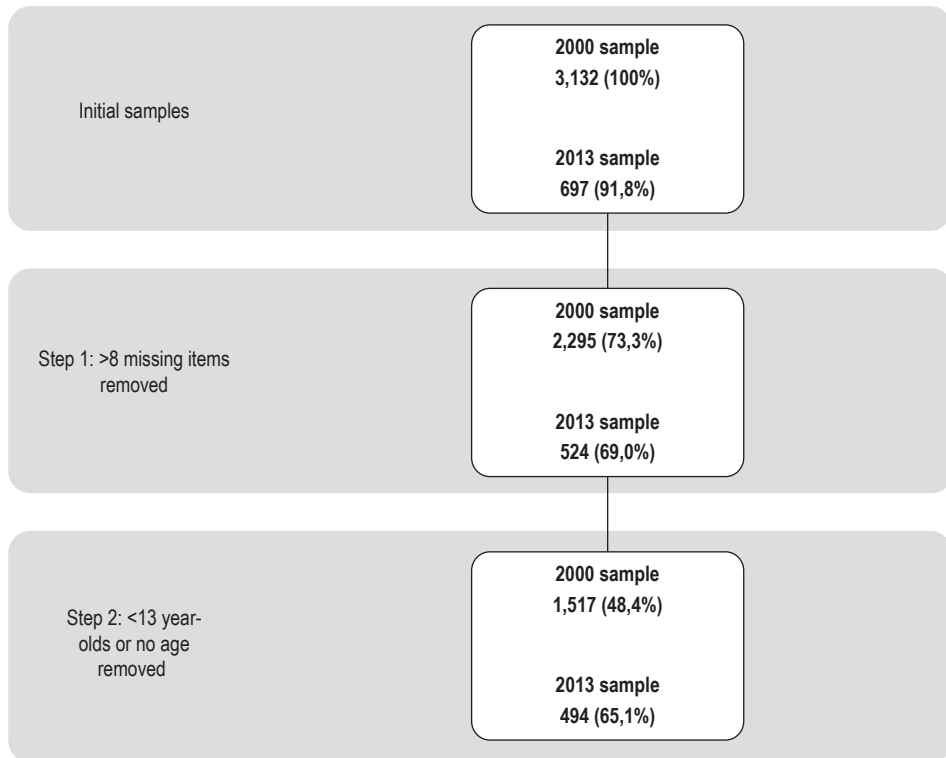 Initial samples
2000 sample
3,132 (100%)
2013 sample
697 (91,8%)
Step 1: >8 missing items
removed
2000 sample
2,295 (73,3%)
2013 sample
524 (69,0%)
Step 2: <13 year-
olds or no age
removed
2000 sample
1,517 (48,4%)
2013 sample
494 (65,1%)